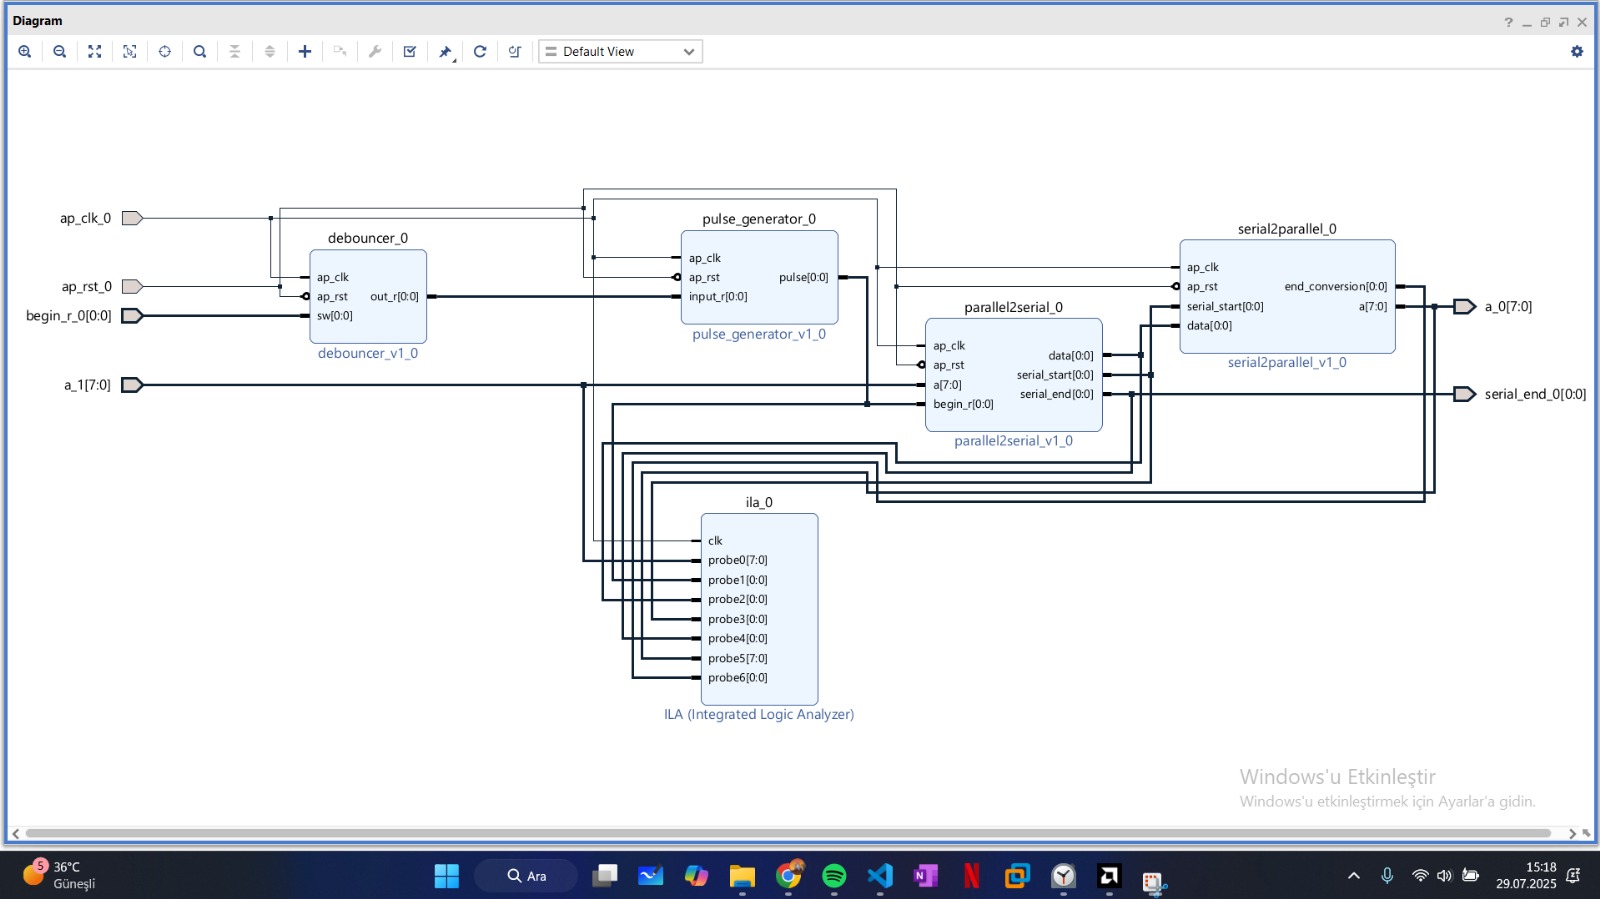 Diagram
Default View
ap_clk_0
ap_rst_0
begin_r_0[0:0]
a_1[7:0]
debouncer_0
ap_clk
ap_rst
sw[0:0]
out_r[0:0]
debouncer_v1_0
pulse_generator_0
ap_clk
ap_rst
input_r[0:0]
pulse[0:0]
pulse_generator_v1_0
parallel2serial_0
ap_clk
ap_rst
a[7:0]
begin_r[0:0]
data[0:0]
serial_start[0:0]
serial_end[0:0]
parallel2serial_v1_0
serial2parallel_0
ap_clk
ap_rst
serial_start[0:0]
data[0:0]
end_conversion[0:0]
a[7:0]
serial2parallel_v1_0
a_0[7:0]
serial_end_0[0:0]
ila_0
clk
probe0[7:0]
probe1[0:0]
probe2[0:0]
probe3[0:0]
probe4[0:0]
probe5[7:0]
probe6[0:0]
ILA (Integrated Logic Analyzer)
Windows'u Etkinleştir
Windows'u etkinleştirmek için Ayarlar'a gidin.
5
36°C
Güneşli
Ara
15:18
29.07.2025